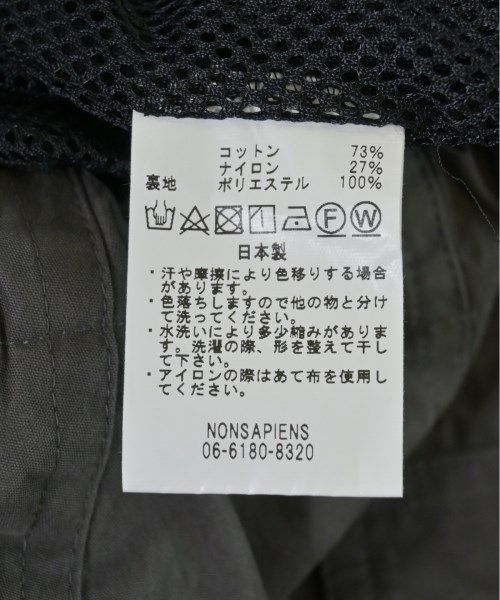 コットン 73%
ナイロン 27%
裏地 ポリエステル 100%
F W
日本製
・汗や摩擦により色移りする場合
があります。
・色落ちしますので他の物と分け
て洗ってください。
・水洗いにより多少縮みがありま
す。洗濯の際、形を整えて干し
て下さい。
・アイロンの際はあて布を使用し
てください。
NONSAPIENS
06-6180-8320